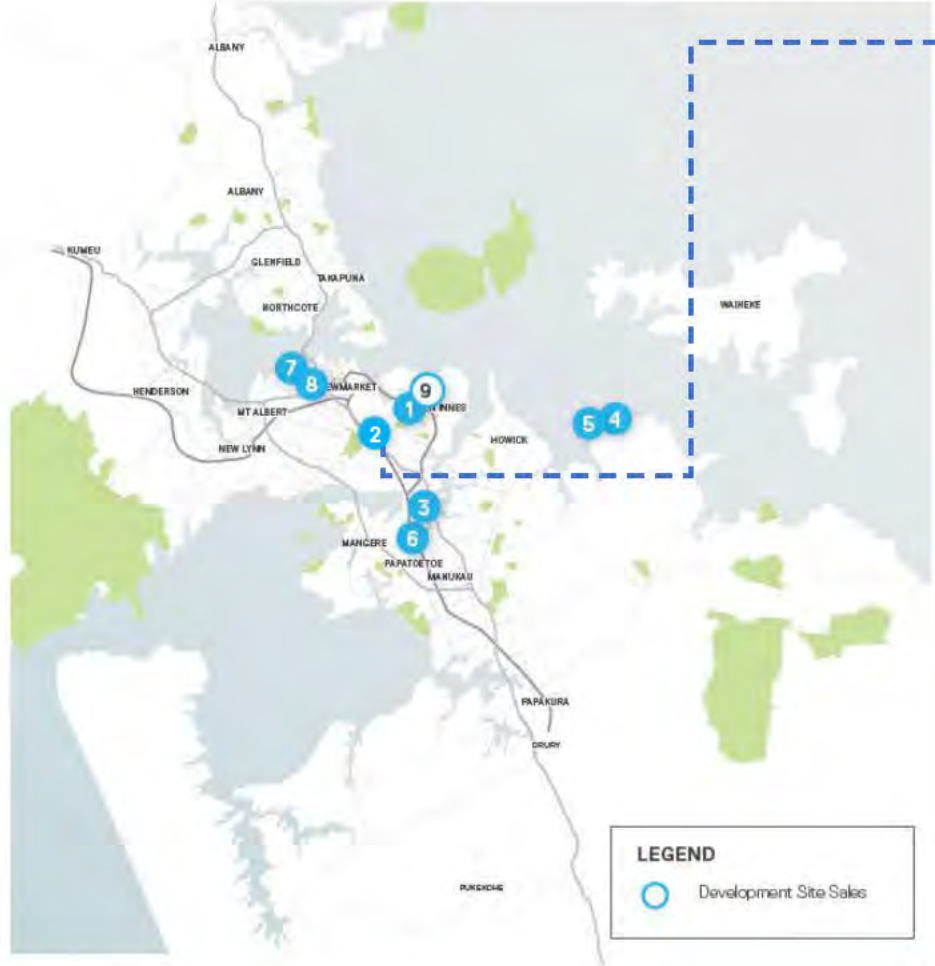 ALBANY
ALBANY
KUMEU
GLENFIELD
TAKAPUNA
NORTHCOTE
WAIHEKE
7
8
EWMARKET
9
HENDERSON
1
N INNES
MT ALBERT
5
4
2
HOWICK
NEW LYNN
3
6
MANGERE
PAPATOETOE
MANUKAU
PAPAKURA
DRURY
LEGEND
Development Site Sales
PUKEKOHE